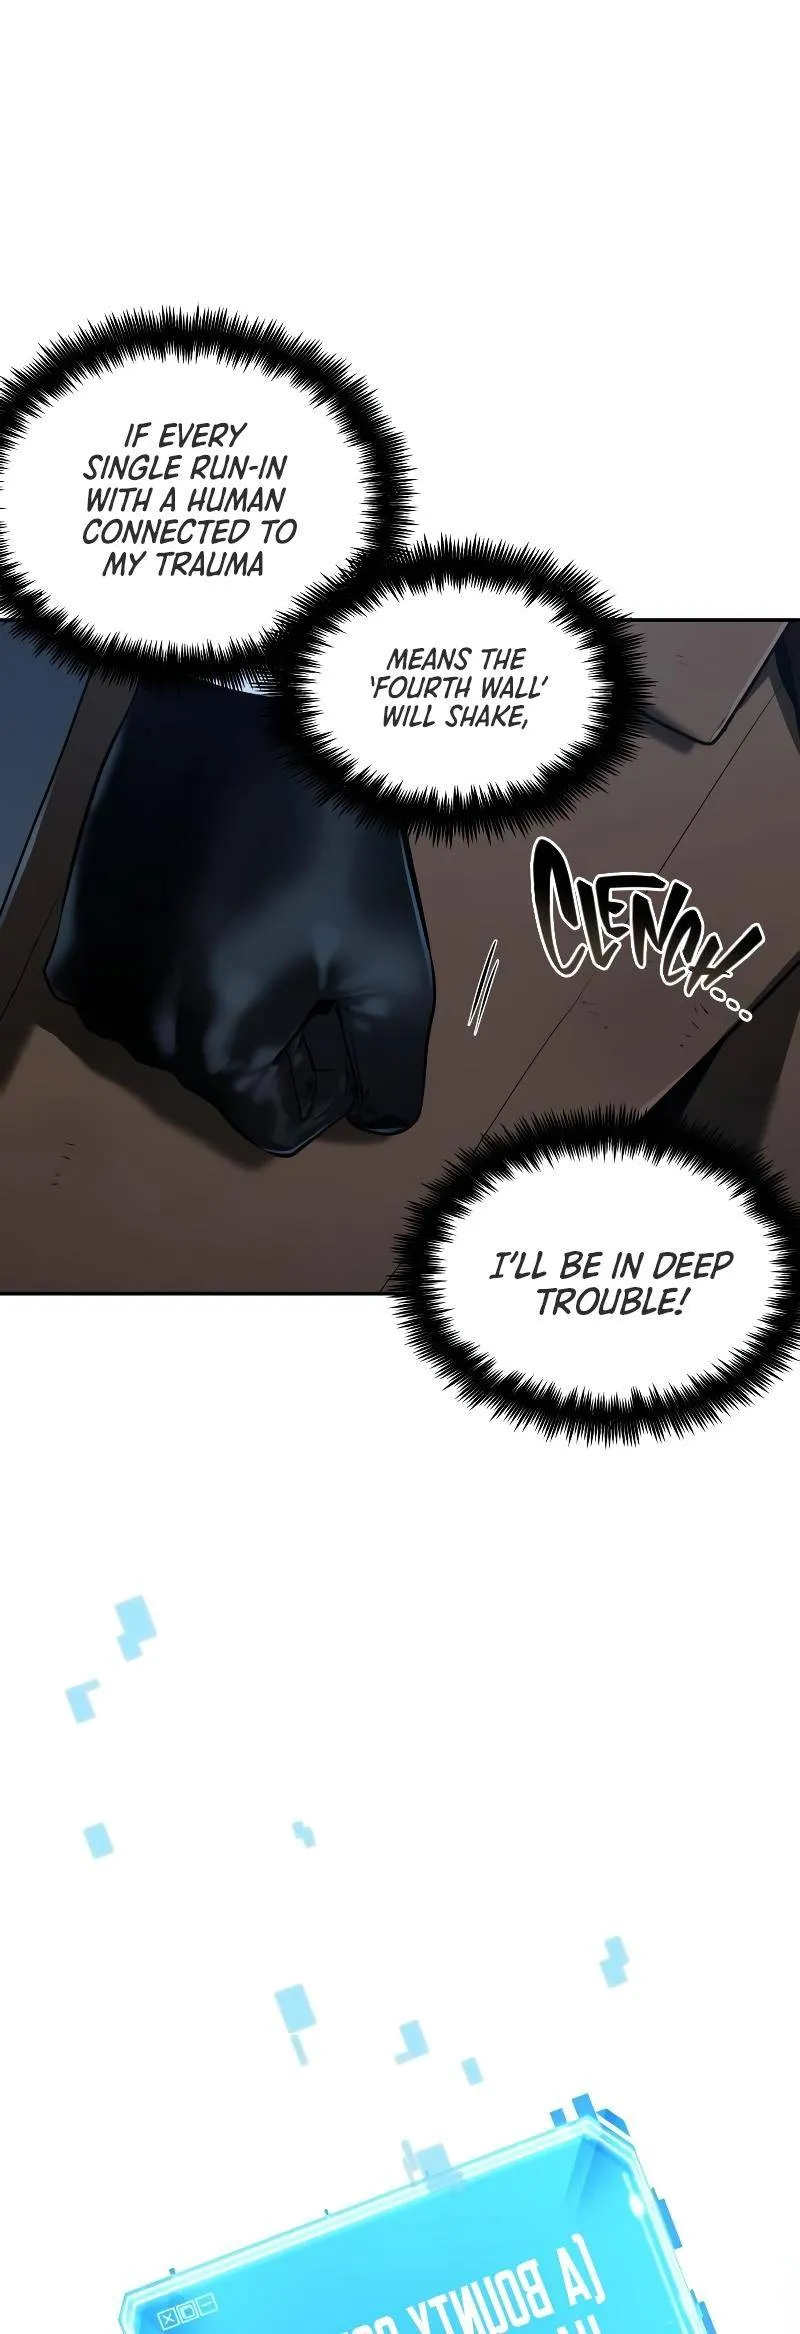 IF EVERY
SINGLE RUN-IN
WITH A HUMAN
CONNECTED TO
MY TRAUMA
MEANS THE
'FOURTH WALL'
WILL SHAKE,
CLENCH...
I'LL BE IN DEEP
TROUBLE!
(A BOUNTY